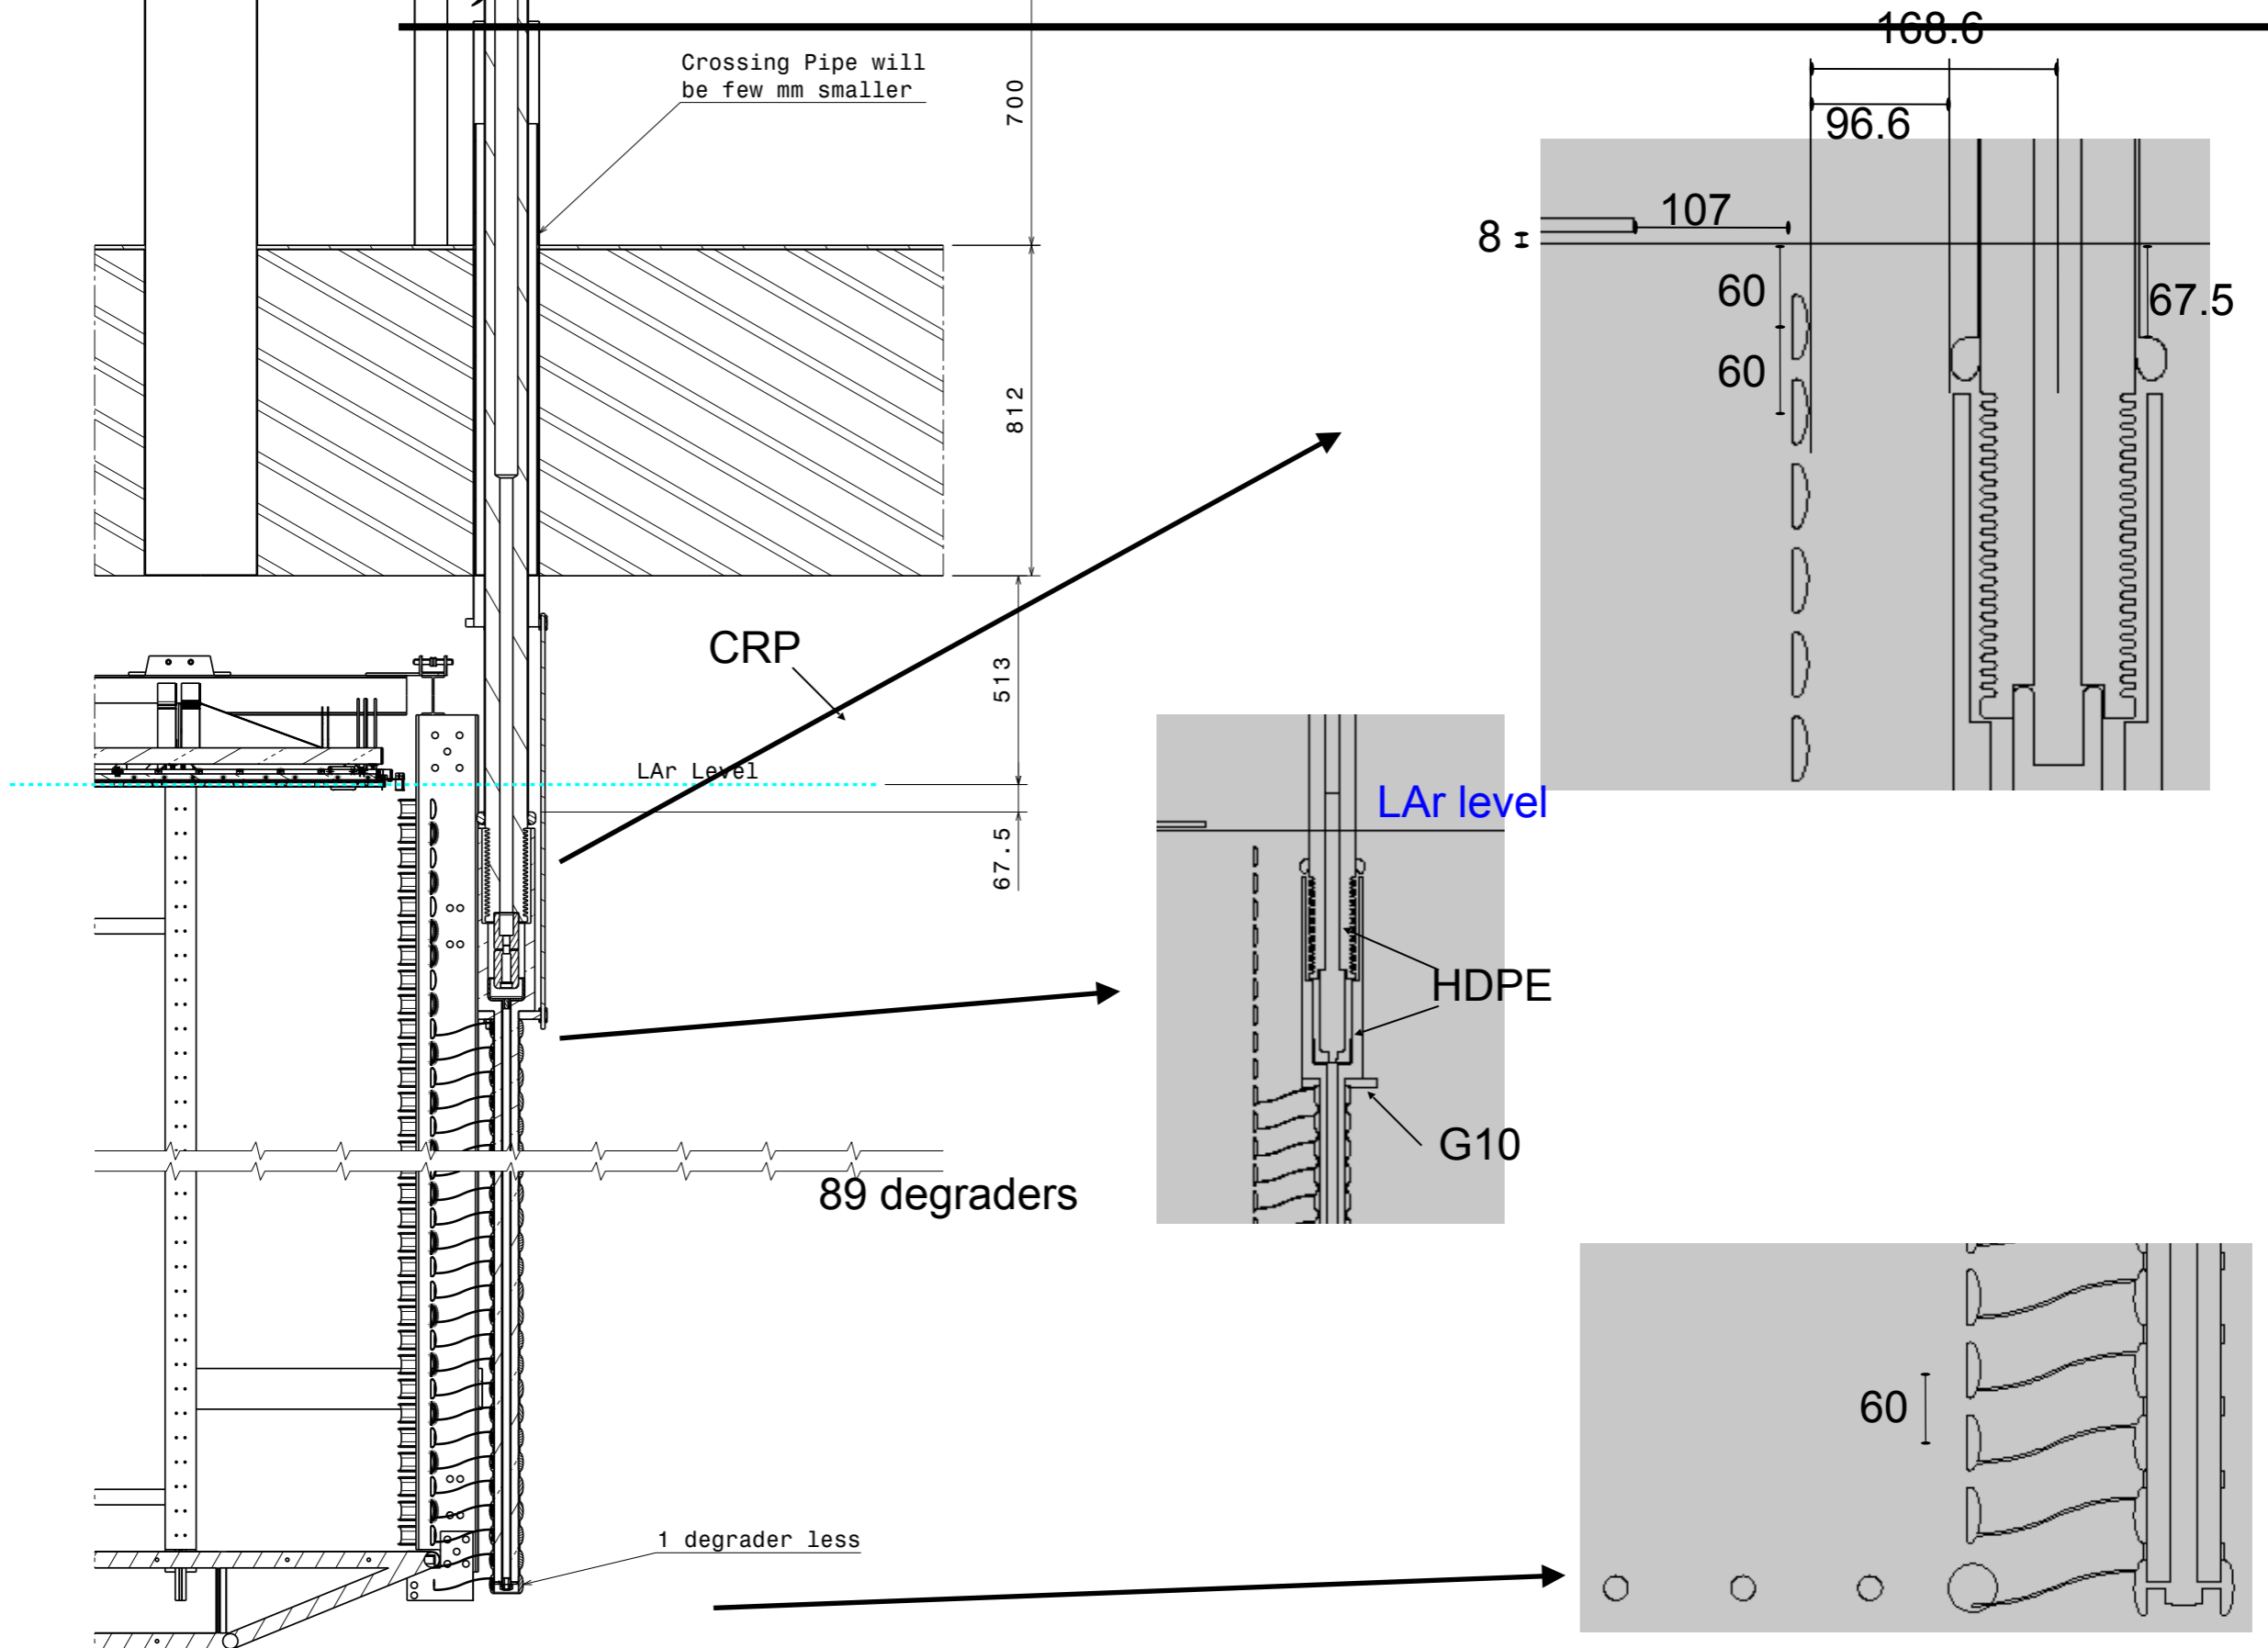 168.6
Crossing Pipe will
be few mm smaller
700
96.6
107
8
60
67.5
60
812
CRP
513
LAr Level
LAr level
67.5
HDPE
G10
89 degraders
60
1 degrader less